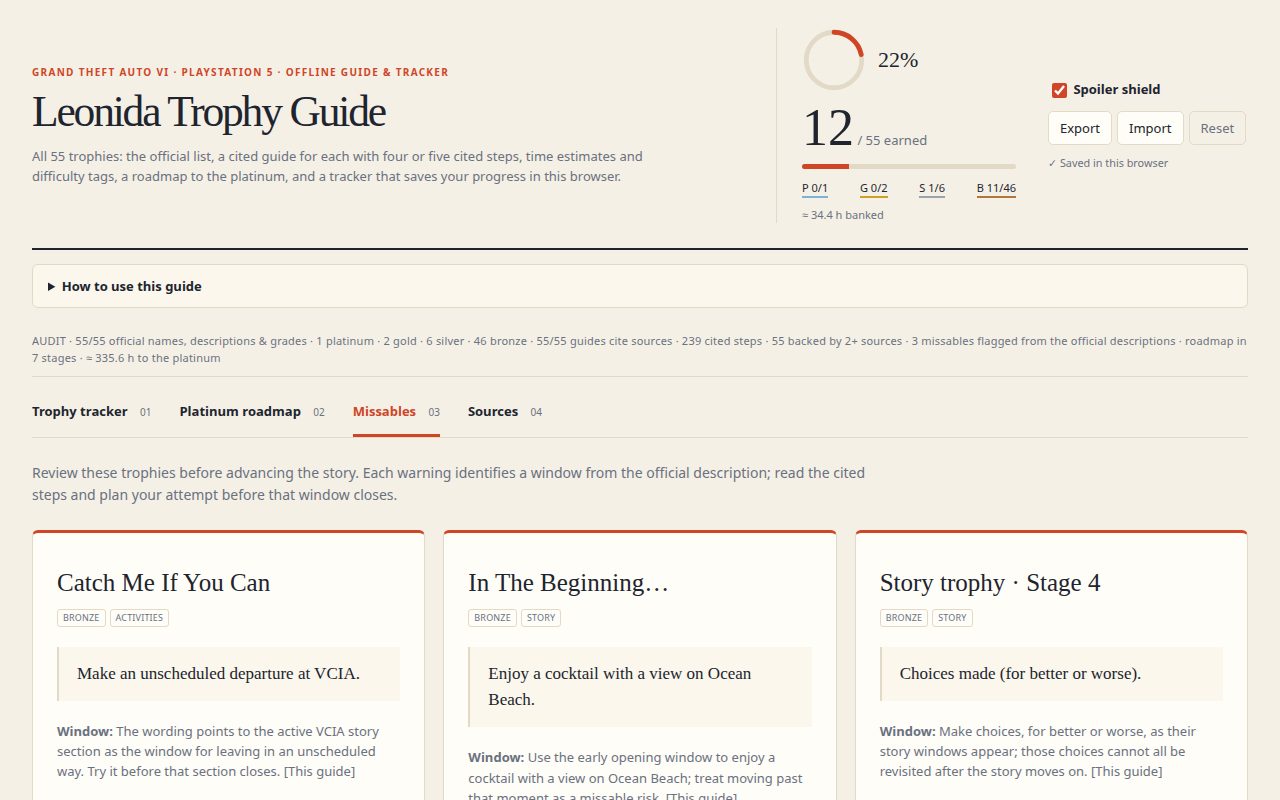 GRAND THEFT AUTO VI · PLAYSTATION 5 · OFFLINE GUIDE & TRACKER
Leonida Trophy Guide
All 55 trophies: the official list, a cited guide for each with four or five cited steps, time estimates and
difficulty tags, a roadmap to the platinum, and a tracker that saves your progress in this browser.
22%
12 / 55 earned
P 0/1 G 0/2 S 1/6 B 11/46
≈ 34.4 h banked
Spoiler shield
Export Import Reset
✓ Saved in this browser
▶ How to use this guide
AUDIT · 55/55 official names, descriptions & grades · 1 platinum · 2 gold · 6 silver · 46 bronze · 55/55 guides cite sources · 239 cited steps · 55 backed by 2+ sources · 3 missables flagged from the official descriptions · roadmap in
7 stages · ≈ 335.6 h to the platinum
Trophy tracker 01 Platinum roadmap 02 Missables 03 Sources 04
Review these trophies before advancing the story. Each warning identifies a window from the official description; read the cited
steps and plan your attempt before that window closes.
Catch Me If You Can
BRONZE ACTIVITIES
Make an unscheduled departure at VCIA.
Window: The wording points to the active VCIA story
section as the window for leaving in an unscheduled
way. Try it before that section closes. [This guide]
In The Beginning…
BRONZE STORY
Enjoy a cocktail with a view on Ocean
Beach.
Window: Use the early opening window to enjoy a
cocktail with a view on Ocean Beach; treat moving past
that moment as a missable risk. [This guide]
Story trophy · Stage 4
BRONZE STORY
Choices made (for better or worse).
Window: Make choices, for better or worse, as their
story windows appear; those choices cannot all be
revisited after the story moves on. [This guide]